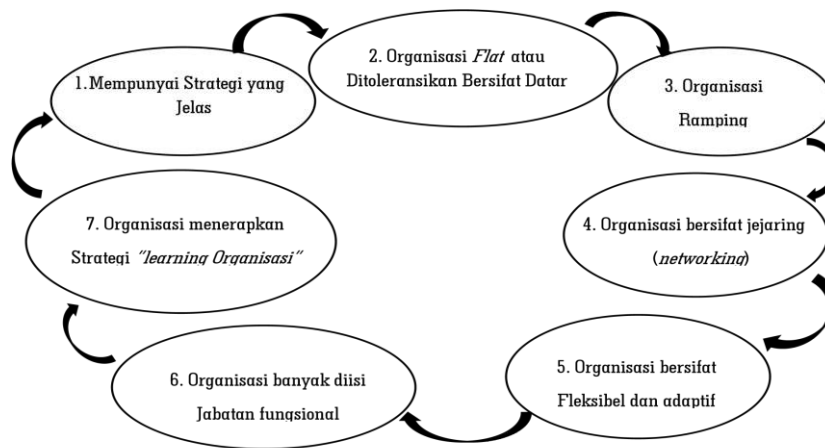 1. Mempunyai Strategi yang
Jelas
2. Organisasi Flat atau
Ditoleransikan Bersifat Datar
3. Organisasi
Ramping
4. Organisasi bersifat jejaring
(networking)
5. Organisasi bersifat
Fleksibel dan adaptif
6. Organisasi banyak diisi
Jabatan fungsional
7. Organisasi menerapkan
Strategi "learning Organisasi"